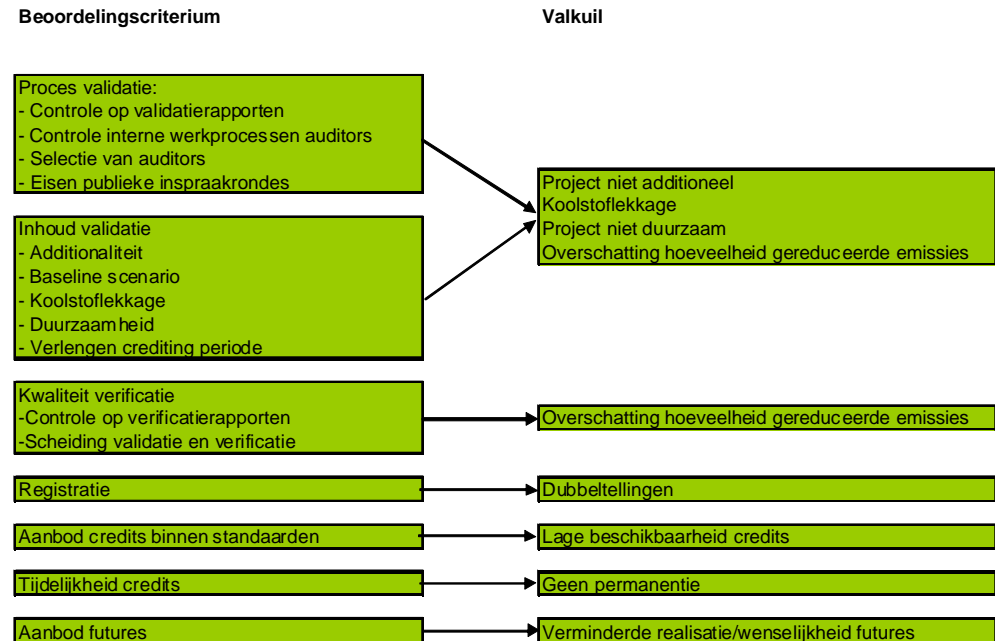 Beoordelingscriterium
Valkuil
Proces validatie:
- Controle op validatierapporten
- Controle interne werkprocessen auditors
- Selectie van auditors
- Eisen publieke inspraakrondes
Project niet additioneel
Koolstoflekkage
Project niet duurzaam
Overschatting hoeveelheid gereduceerde emissies
Inhoud validatie
- Additionaliteit
- Baseline scenario
- Koolstoflekkage
- Duurzaamheid
- Verlengen crediting periode
Kwaliteit verificatie
-Controle op verificatierapporten
-Scheiding validatie en verificatie
Overschatting hoeveelheid gereduceerde emissies
Registratie
Dubbeltellingen
Aanbod credits binnen standaarden
Lage beschikbaarheid credits
Tijdelijkheid credits
Geen permanentie
Aanbod futures
Verminderde realisatie/wenselijkheid futures